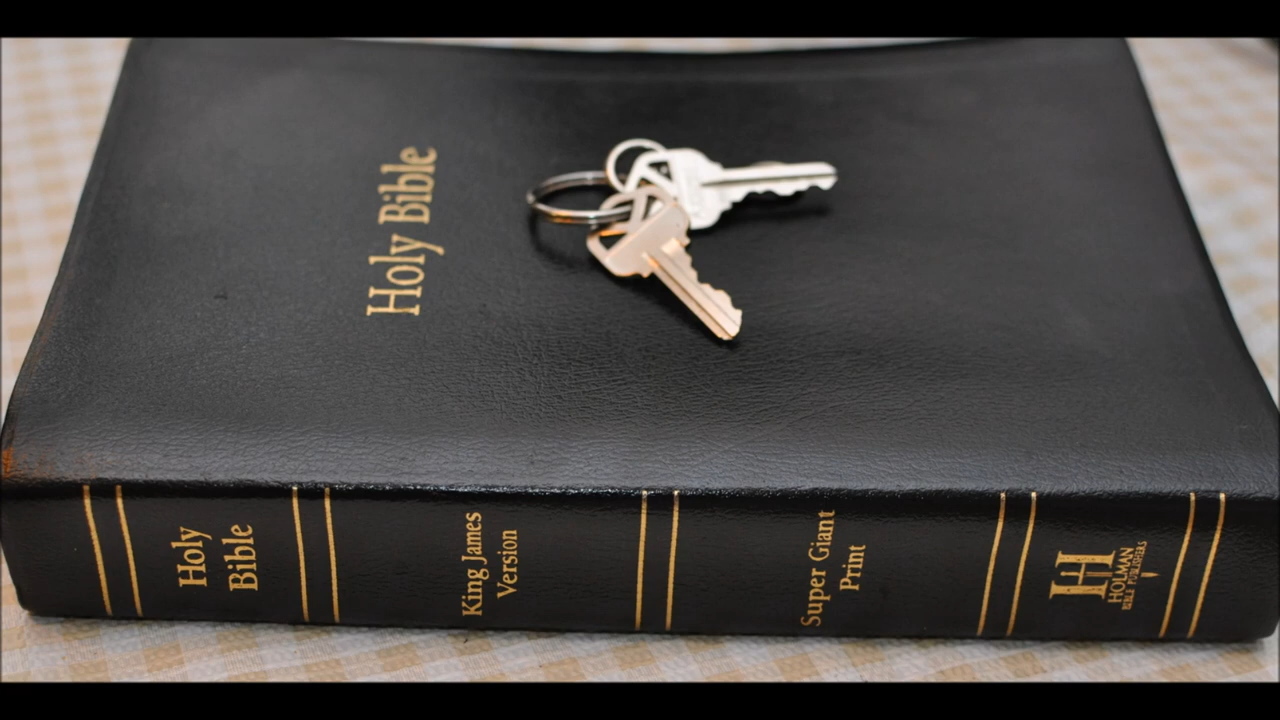 Holy Bible
Holy
Bible
King James
Version
Super Giant
Print
HOLMAN
BIBLE PUBLISHERS